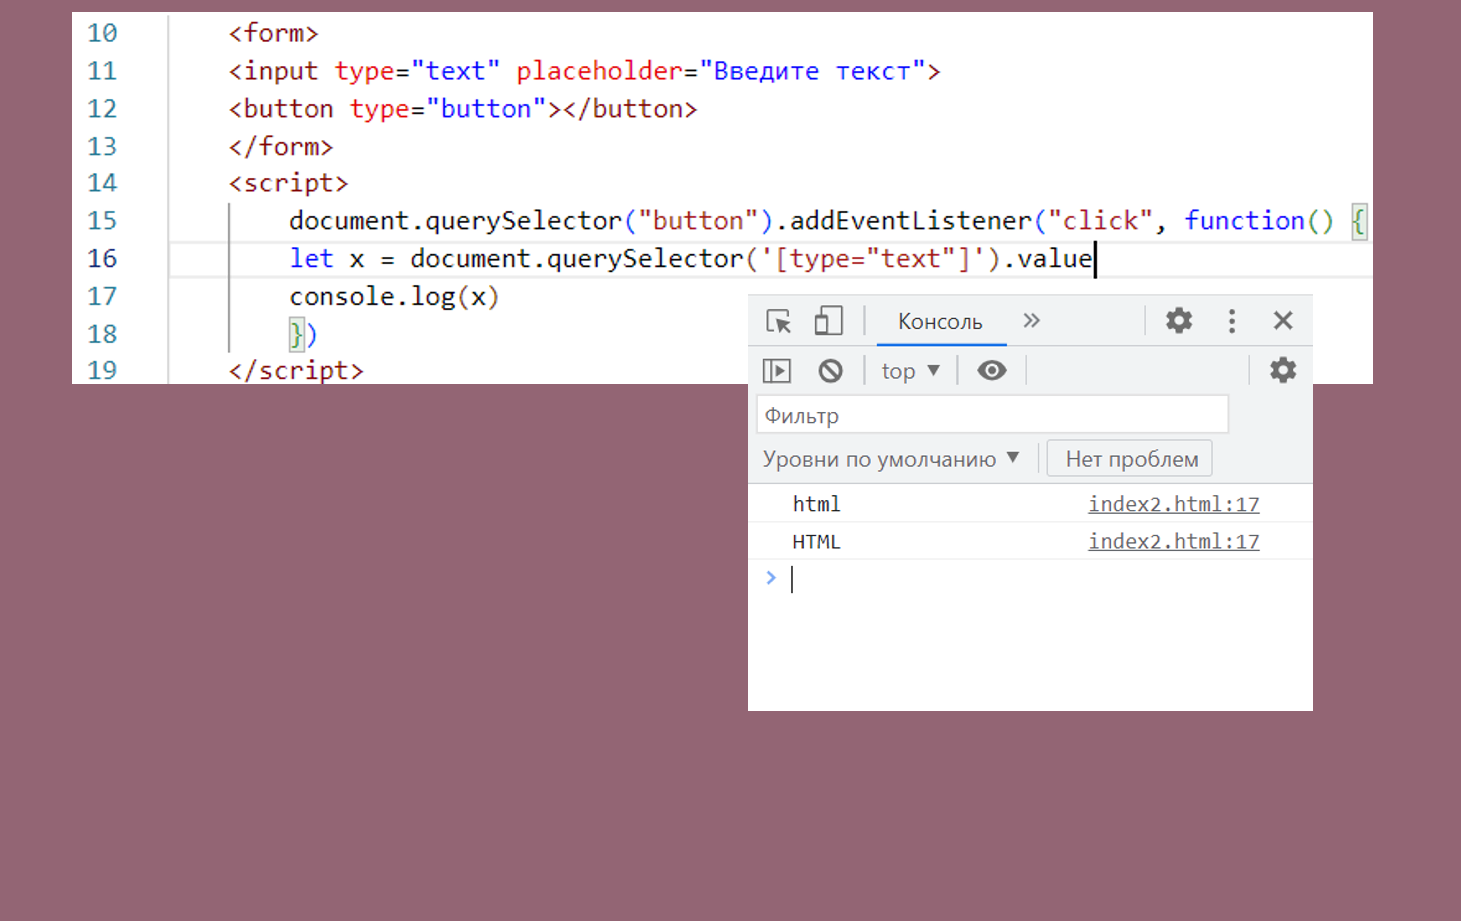 10 <form>
11 <input type="text" placeholder="Введите текст">
12 <button type="button"></button>
13 </form>
14 <script>
15 document.querySelector("button").addEventListener("click", function() {
16 let x = document.querySelector('[type="text"]').value
17 console.log(x)
18 })
19 </script>
Консоль
top
Фильтр
Уровни по умолчанию Нет проблем
html index2.html:17
HTML index2.html:17